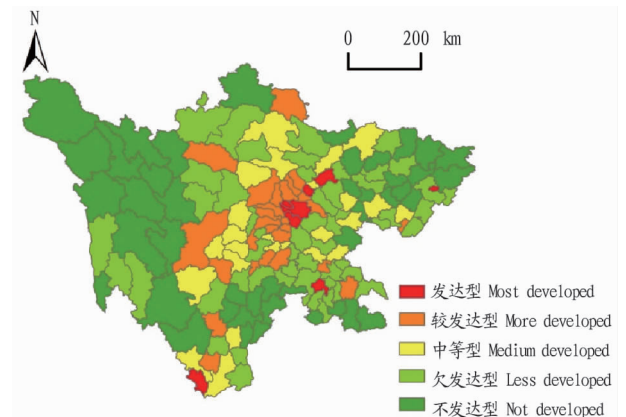 N
0 200 km
发达型 Most developed
较发达型 More developed
中等型 Medium developed
欠发达型 Less developed
不发达型 Not developed